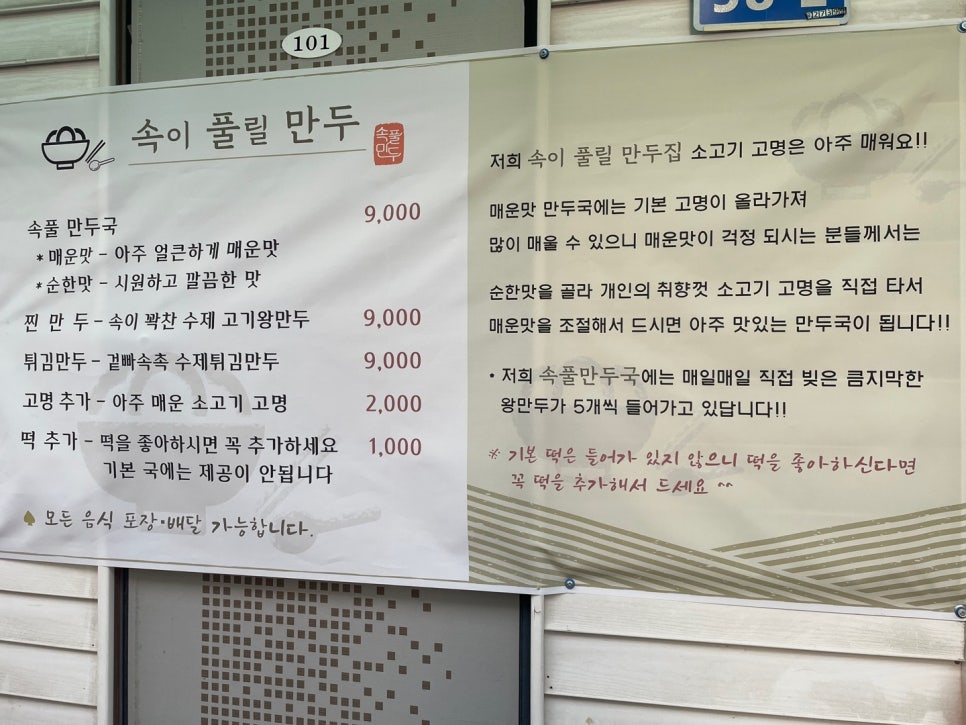 101
속이 풀릴 만두
속풀
만두
속풀 만두국 9,000
* 매운맛 - 아주 얼큰하게 매운맛
* 순한맛 - 시원하고 깔끔한 맛
찐 만 두 - 속이 꽉찬 수제 고기왕만두 9,000
튀김만두 - 겉빠속촉 수제튀김만두 9,000
고명 추가 - 아주 매운 소고기 고명 2,000
떡 추가 - 떡을 좋아하시면 꼭 추가하세요 1,000
기본 국에는 제공이 안됩니다
♠ 모든 음식 포장·배달 가능합니다.
저희 속이 풀릴 만두집 소고기 고명은 아주 매워요!!
매운맛 만두국에는 기본 고명이 올라가져
많이 매울 수 있으니 매운맛이 걱정 되시는 분들께서는
순한맛을 골라 개인의 취향껏 소고기 고명을 직접 타서
매운맛을 조절해서 드시면 아주 맛있는 만두국이 됩니다!!
• 저희 속풀만두국에는 매일매일 직접 빚은 큼지막한
왕만두가 5개씩 들어가고 있답니다!!
※ 기본 떡은 들어가 있지 않으니 떡을 좋아하신다면
꼭 떡을 추가해서 드세요 ^^